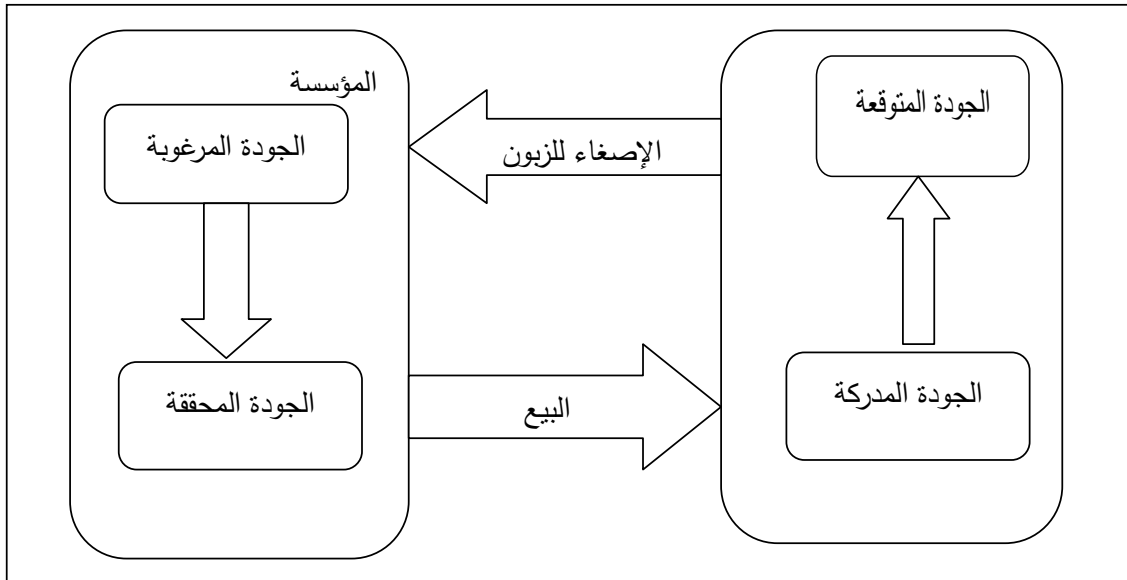 المؤسسة
الجودة المتوقعة
الجودة المرغوبة
الإصغاء للزبون
الجودة المحققة
الجودة المدركة
البيع